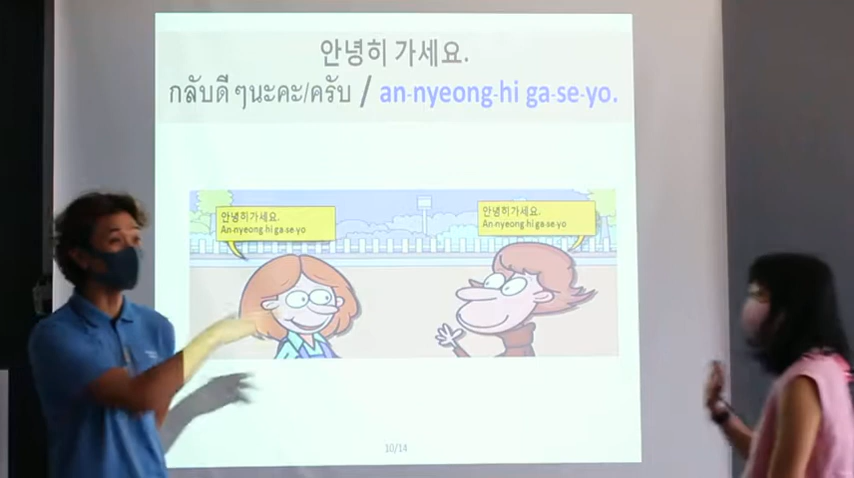 안녕히 가세요.
กลับดี ๆนะคะ/ครับ / an-nyeong-hi ga-se-yo.
안녕히가세요.
An-nyeong hi ga-se-yo
안녕히가세요.
An-nyeong hi ga-se-yo
10/14